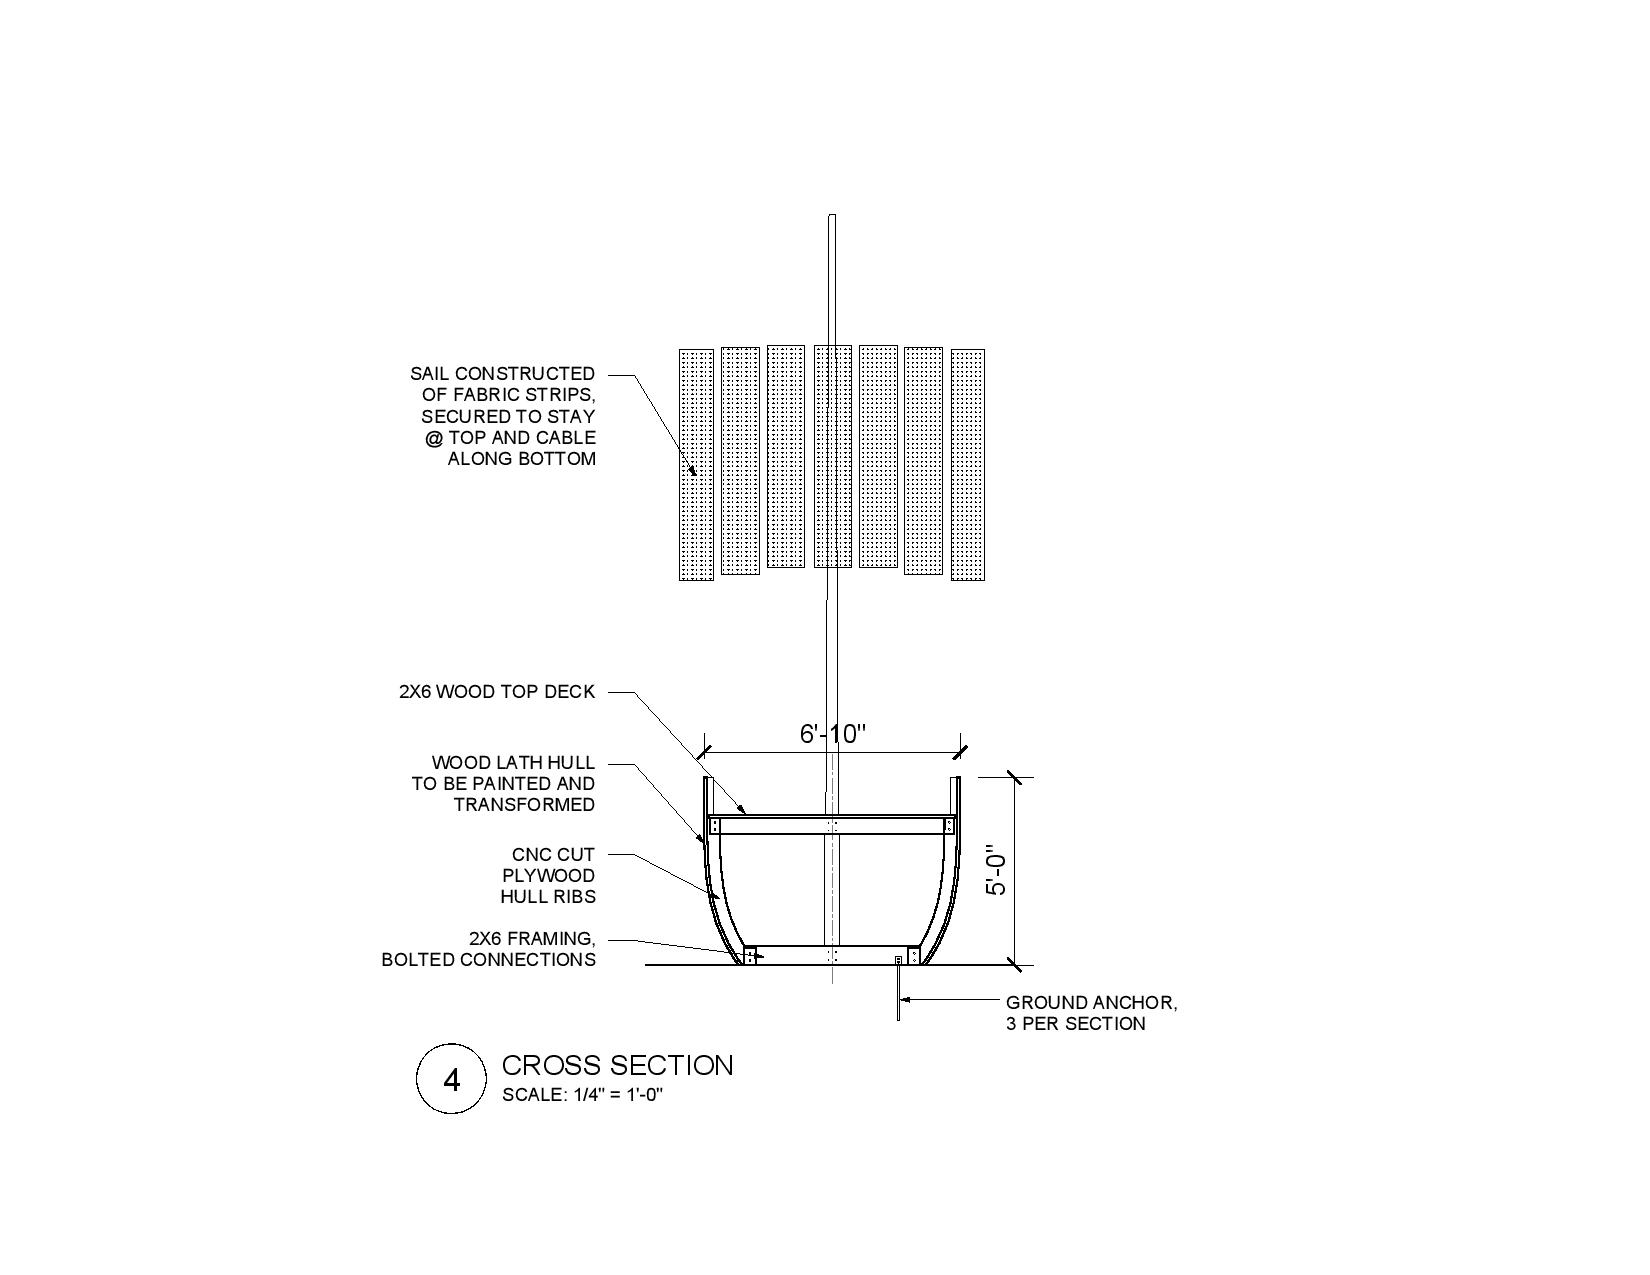 SAIL CONSTRUCTED
OF FABRIC STRIPS,
SECURED TO STAY
@ TOP AND CABLE
ALONG BOTTOM
2X6 WOOD TOP DECK
6'-10"
WOOD LATH HULL
TO BE PAINTED AND
TRANSFORMED
CNC CUT
PLYWOOD
HULL RIBS
5'-0"
2X6 FRAMING,
BOLTED CONNECTIONS
GROUND ANCHOR,
3 PER SECTION
4
CROSS SECTION
SCALE: 1/4" = 1'-0"